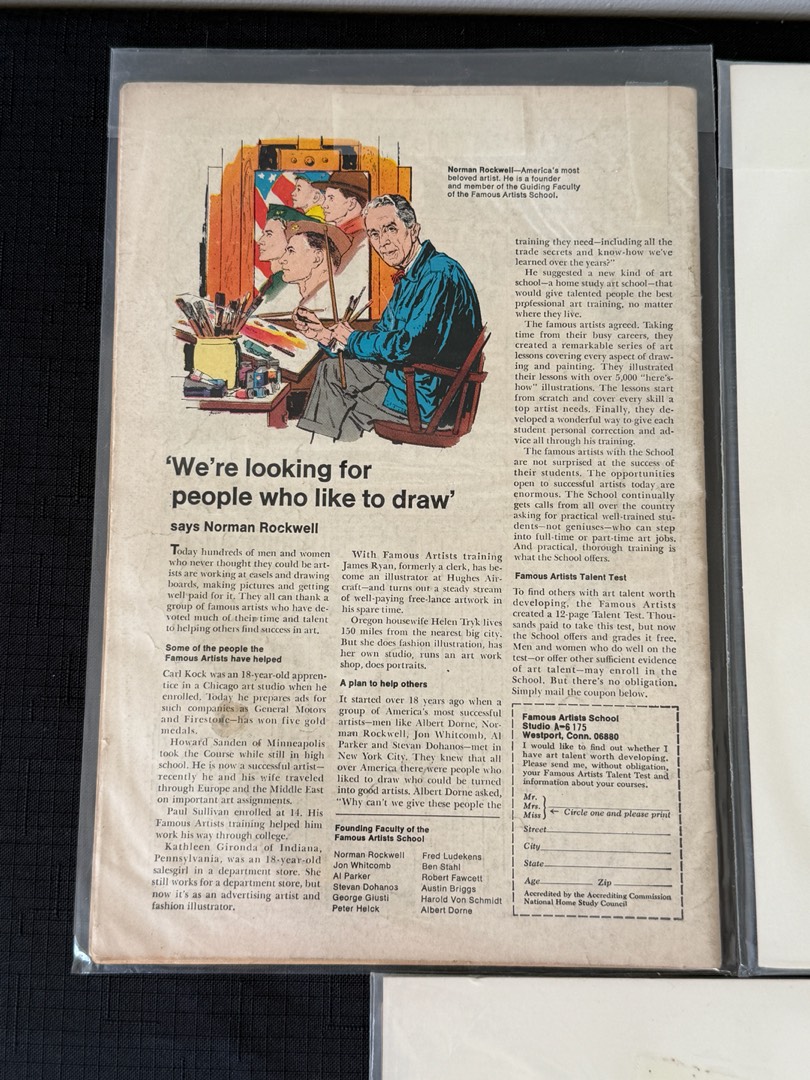 Norman Rockwell—America's most
beloved artist. He is a founder
and member of the Guiding Faculty
of the Famous Artists School.
'We're looking for
people who like to draw'
says Norman Rockwell
Today hundreds of men and women
who never thought they could be art-
ists are working at easels and drawing
boards, making pictures and getting
well paid for it. They all can thank a
group of famous artists who have de-
voted much of their time and talent
to helping others find success in art.
Some of the people the
Famous Artists have helped
Carl Kock was an 18-year-old appren-
tice in a Chicago art studio when he
enrolled. Today he prepares ads for
such companies as General Motors
and Firestone—has won five gold
medals.
Howard Sanden of Minneapolis
took the Course while still in high
school. He is now a successful artist—
recently he and his wife traveled
through Europe and the Middle East
on important art assignments.
Paul Sullivan enrolled at 14. His
Famous Artists training helped him
work his way through college.
Kathleen Gironda of Indiana,
Pennsylvania, was an 18-year-old
salesgirl in a department store. She
still works for a department store, but
now it's as an advertising artist and
fashion illustrator.
With Famous Artists training
James Ryan, formerly a clerk, has be-
come an illustrator at Hughes Air-
craft—and turns out a steady stream
of well-paying free-lance artwork in
his spare time.
Oregon housewife Helen Tryk lives
150 miles from the nearest big city.
But she does fashion illustration, has
her own studio, runs an art work
shop, does portraits.
A plan to help others
It started over 18 years ago when a
group of America's most successful
artists—men like Albert Dorne, Nor-
man Rockwell, Jon Whitcomb, Al
Parker and Stevan Dohanos—met in
New York City. They knew that all
over America there were people who
liked to draw who could be turned
into good artists. Albert Dorne asked,
"Why can't we give these people the
Founding Faculty of the
Famous Artists School
Norman Rockwell
Jon Whitcomb
Al Parker
Stevan Dohanos
George Giusti
Peter Helck
Fred Ludekens
Ben Stahl
Robert Fawcett
Austin Briggs
Harold Von Schmidt
Albert Dorne
training they need—including all the
trade secrets and know-how we've
learned over the years?"
He suggested a new kind of art
school—a home study art school—that
would give talented people the best
professional art training, no matter
where they live.
The famous artists agreed. Taking
time from their busy careers, they
created a remarkable series of art
lessons covering every aspect of draw-
ing and painting. They illustrated
their lessons with over 5,000 "here's-
how" illustrations. The lessons start
from scratch and cover every skill a
top artist needs. Finally, they de-
veloped a wonderful way to give each
student personal correction and ad-
vice all through his training.
The famous artists with the School
are not surprised at the success of
their students. The opportunities
open to successful artists today are
enormous. The School continually
gets calls from all over the country
asking for practical well-trained stu-
dents—not geniuses—who can step
into full-time or part-time art jobs.
And practical, thorough training is
what the School offers.
Famous Artists Talent Test
To find others with art talent worth
developing, the Famous Artists
created a 12-page Talent Test. Thou-
sands paid to take this test, but now
the School offers and grades it free.
Men and women who do well on the
test—or offer other sufficient evidence
of art talent—may enroll in the
School. But there's no obligation.
Simply mail the coupon below.
Famous Artists School
Studio A-6175
Westport, Conn. 06880
I would like to find out whether I
have art talent worth developing.
Please send me, without obligation,
your Famous Artists Talent Test and
information about your courses.
Mr.
Mrs.
Miss ← Circle one and please print
Street
City
State
Age Zip
Accredited by the Accrediting Commission
National Home Study Council